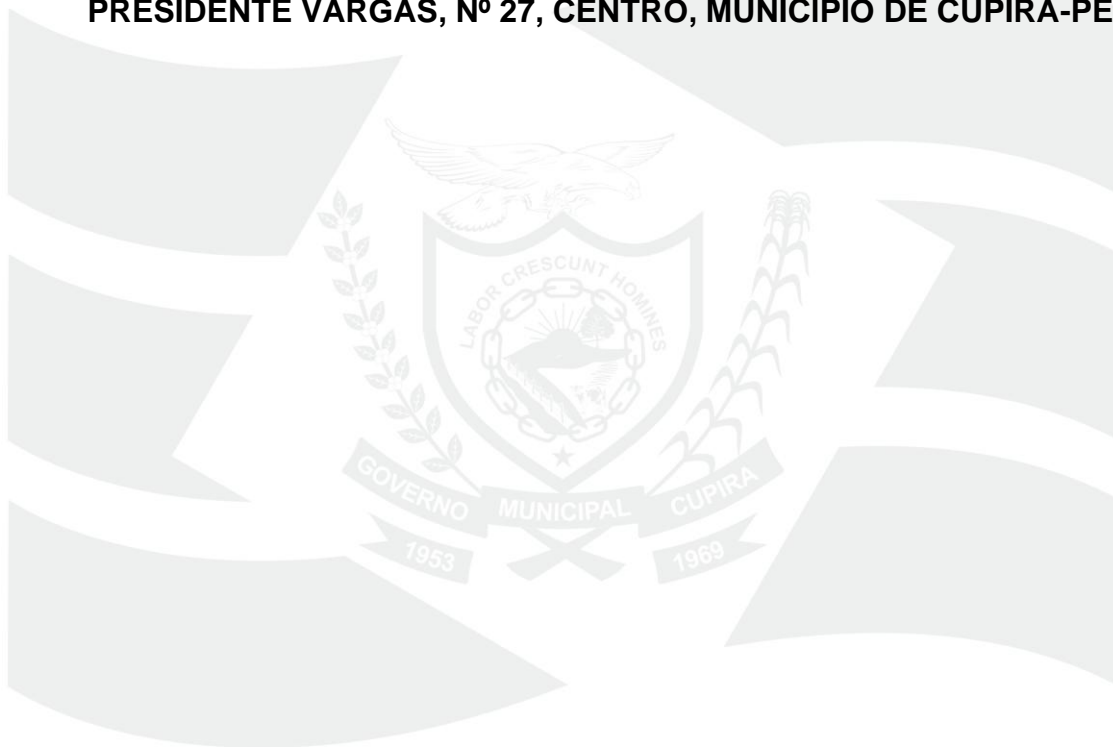 PRESIDENTE VARGAS, Nº 27, CENTRO, MUNICÍPIO DE CUPIRA-PE
LABOR CRESCUNT HOMINES
GOVERNO MUNICIPAL CUPIRA
1953 1969